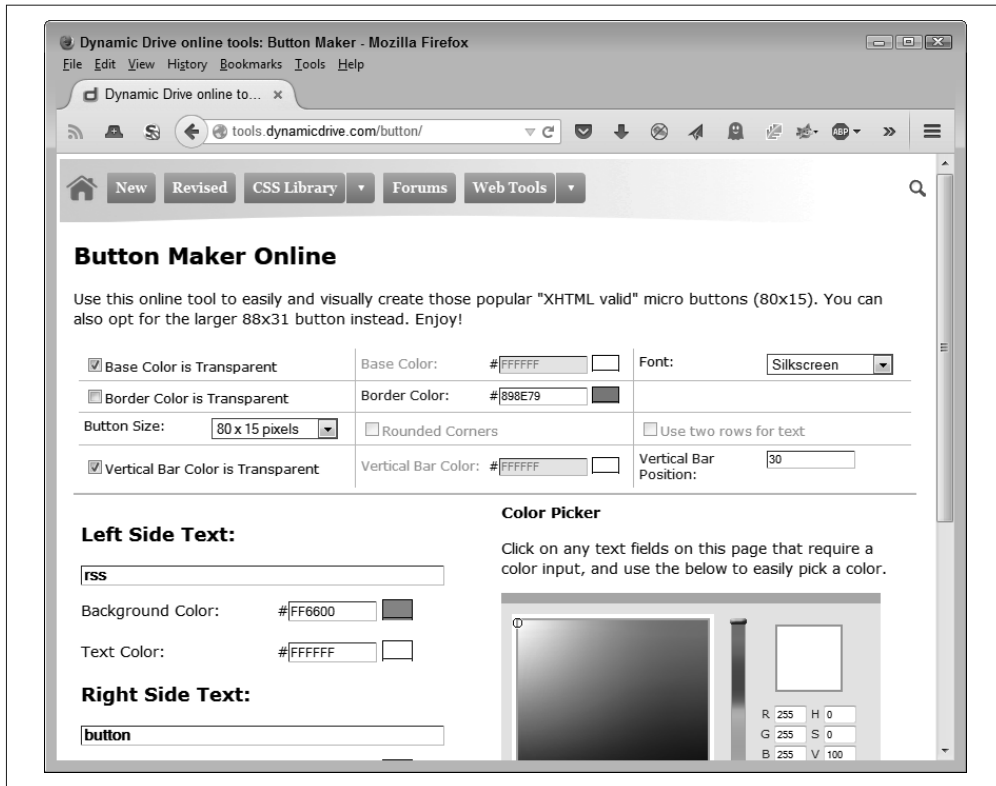 Dynamic Drive online tools: Button Maker - Mozilla Firefox
File Edit View History Bookmarks Tools Help
Dynamic Drive online to... ×
tools.dynamicdrive.com/button/
ABP
New Revised CSS Library Forums Web Tools
Button Maker Online
Use this online tool to easily and visually create those popular "XHTML valid" micro buttons (80x15). You can
also opt for the larger 88x31 button instead. Enjoy!
Base Color is Transparent Base Color: #FFFFFF Font: Silkscreen
Border Color is Transparent Border Color: #898E79
Button Size: 80 x 15 pixels Rounded Corners Use two rows for text
Vertical Bar Color is Transparent Vertical Bar Color: #FFFFFF Vertical Bar Position: 30
Left Side Text:
rss
Background Color: #FF6600
Text Color: #FFFFFF
Right Side Text:
button
Color Picker
Click on any text fields on this page that require a
color input, and use the below to easily pick a color.
R 255 H 0
G 255 S 0
B 255 V 100